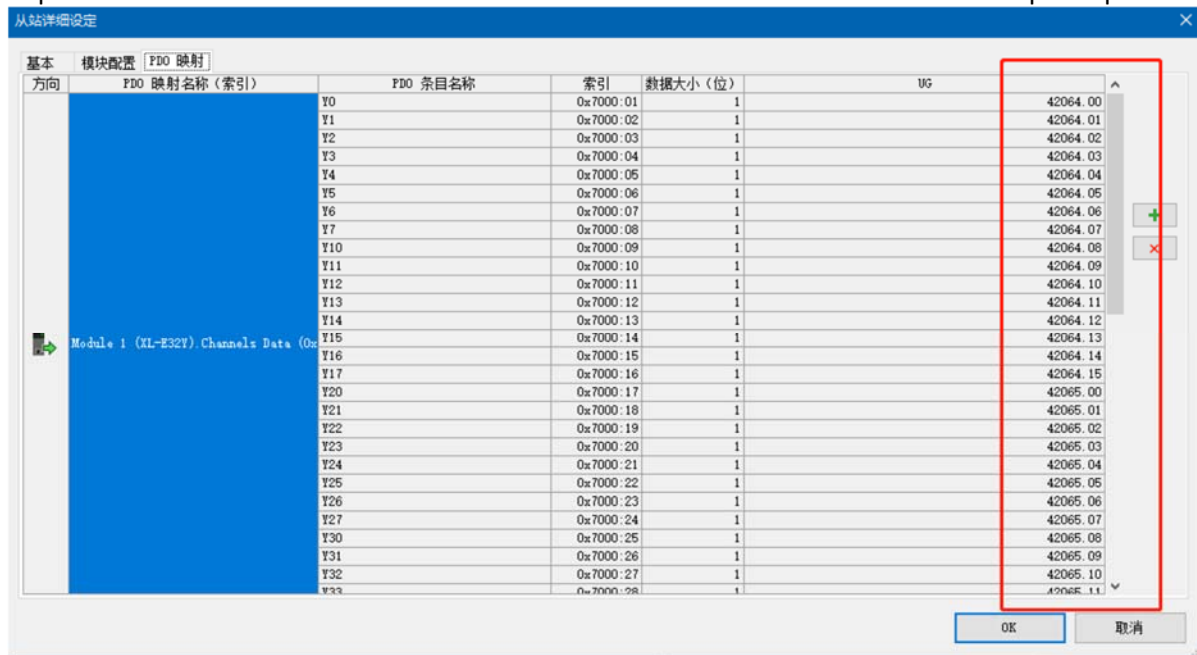 从站详细设定
基本 模块配置 PDO 映射
方向 PDO 映射名称（索引） PDO 条目名称 索引 数据大小（位） UG
Y0 0x7000:01 1 42064.00
Y1 0x7000:02 1 42064.01
Y2 0x7000:03 1 42064.02
Y3 0x7000:04 1 42064.03
Y4 0x7000:05 1 42064.04
Y5 0x7000:06 1 42064.05
Y6 0x7000:07 1 42064.06
Y7 0x7000:08 1 42064.07
Y10 0x7000:09 1 42064.08
Y11 0x7000:10 1 42064.09
Y12 0x7000:11 1 42064.10
Y13 0x7000:12 1 42064.11
Y14 0x7000:13 1 42064.12
Module 1 (XL-E32Y).Channels Data (0x Y15 0x7000:14 1 42064.13
Y16 0x7000:15 1 42064.14
Y17 0x7000:16 1 42064.15
Y20 0x7000:17 1 42065.00
Y21 0x7000:18 1 42065.01
Y22 0x7000:19 1 42065.02
Y23 0x7000:20 1 42065.03
Y24 0x7000:21 1 42065.04
Y25 0x7000:22 1 42065.05
Y26 0x7000:23 1 42065.06
Y27 0x7000:24 1 42065.07
Y30 0x7000:25 1 42065.08
Y31 0x7000:26 1 42065.09
Y32 0x7000:27 1 42065.10
Y33 0x7000:28 1 42065.11
OK 取消